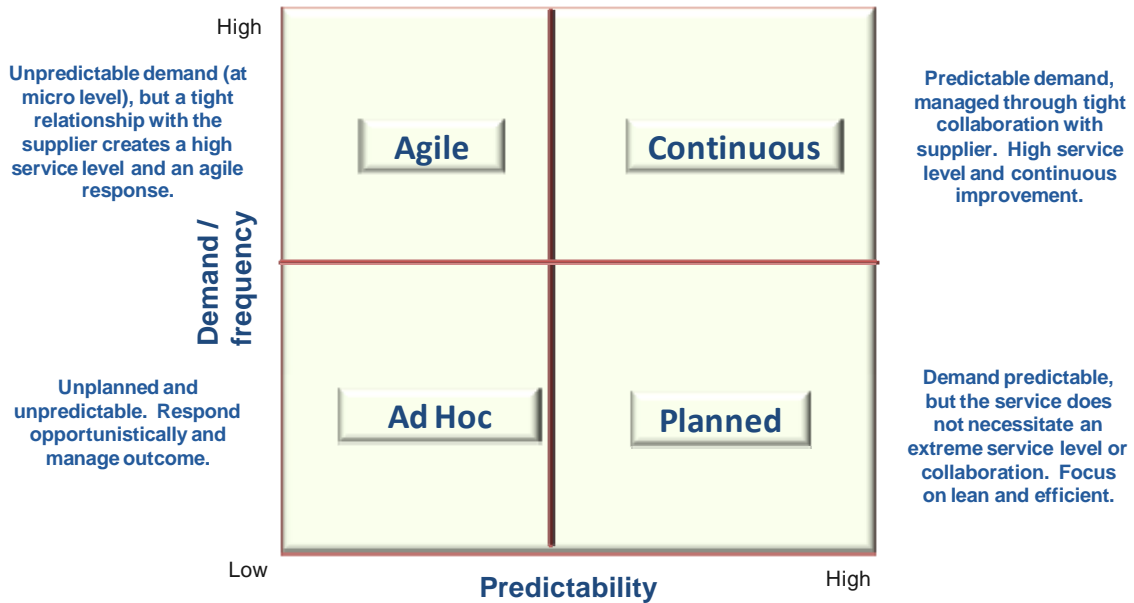 High
Unpredictable demand (at
micro level), but a tight
relationship with the
supplier creates a high
service level and an agile
response.
Agile
Continuous
Predictable demand,
managed through tight
collaboration with
supplier. High service
level and continuous
improvement.
Demand /
frequency
Unplanned and
unpredictable. Respond
opportunistically and
manage outcome.
Ad Hoc
Planned
Demand predictable,
but the service does
not necessitate an
extreme service level or
collaboration. Focus
on lean and efficient.
Low
Predictability
High